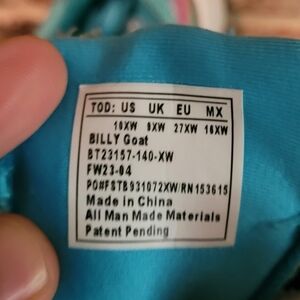 TOD: US UK EU MX
10XW 9XW 27XW 16XW
BILLY Goat
BT23157-140-XW
FW23-04
PO#FSTB931072XW/RN153615
Made in China
All Man Made Materials
Patent Pending